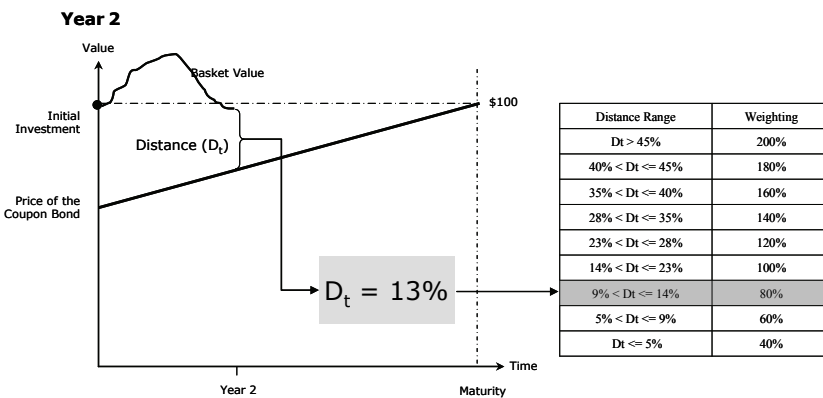 Year 2
Value
Basket Value
$100
Initial
Investment
Distance (Dt)
Price of the
Coupon Bond
Dt = 13%
Time
Year 2
Maturity
Distance Range Weighting
Dt > 45% 200%
40% < Dt <= 45% 180%
35% < Dt <= 40% 160%
28% < Dt <= 35% 140%
23% < Dt <= 28% 120%
14% < Dt <= 23% 100%
9% < Dt <= 14% 80%
5% < Dt <= 9% 60%
Dt <= 5% 40%